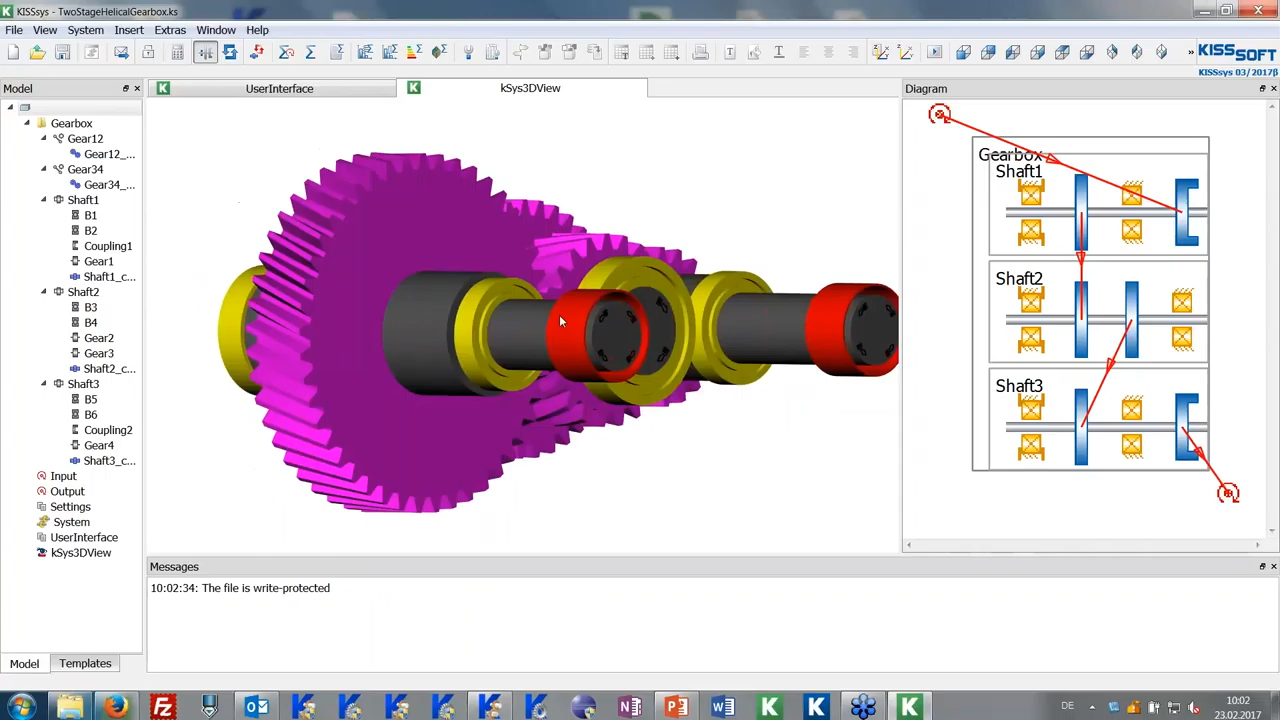 KISSsys - TwoStageHelicalGearbox.ks
File View System Insert Extras Window Help
KISSSOFT
KISSsys 03/2017β
Model
UserInterface
kSys3DView
Diagram
Gearbox
Gear12
Gear12_...
Gear34
Gear34_...
Shaft1
B1
B2
Coupling1
Gear1
Shaft1_c...
Shaft2
B3
B4
Gear2
Gear3
Shaft2_c...
Shaft3
B5
B6
Coupling2
Gear4
Shaft3_c...
Input
Output
Settings
System
UserInterface
kSys3DView
Gearbox
Shaft1
Shaft2
Shaft3
Messages
10:02:34: The file is write-protected
Model
Templates
DE
10:02
23.02.2017